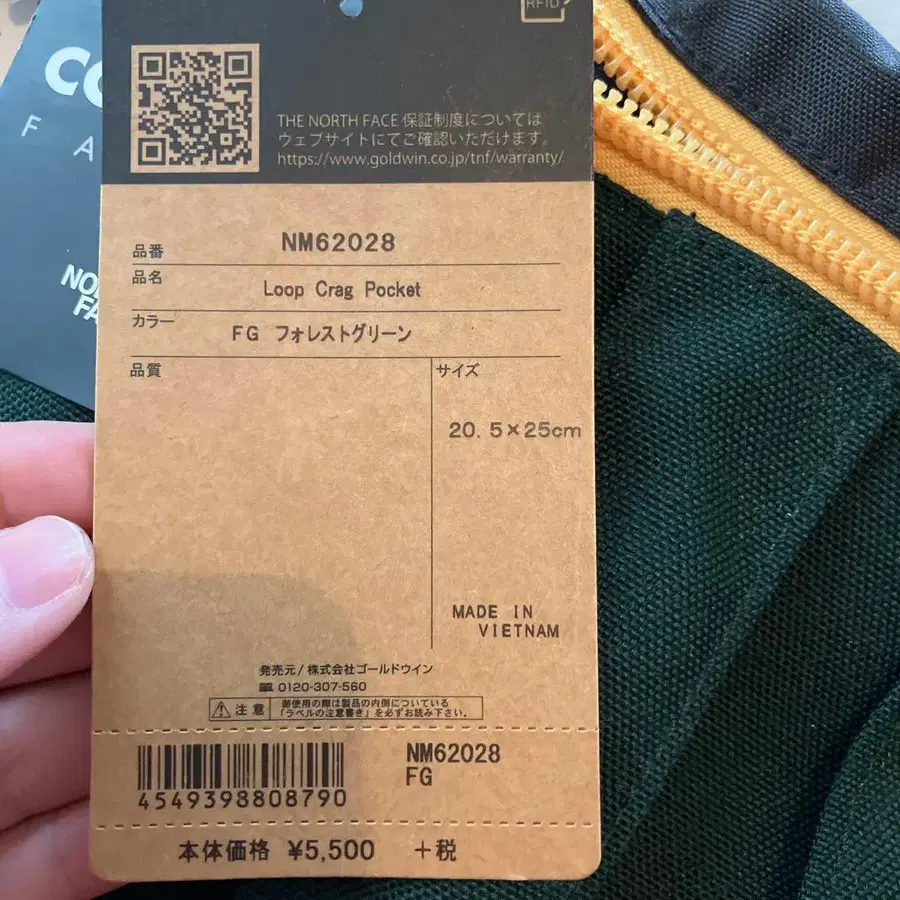 RFID
THE NORTH FACE 保証制度については
ウェブサイトにてご確認いただけます。
https://www.goldwin.co.jp/tnf/warranty/
品番 NM62028
品名 Loop Crag Pocket
カラー FG フォレストグリーン
品質
サイズ
20.5×25cm
MADE IN
VIETNAM
発売元/株式会社ゴールドウイン
0120-307-560
注意
御使用の際は製品の内側についている
「ラベルの注意書き」を必ずお読み下さい。
4549398808790
NM62028
FG
本体価格 ¥5,500 +税